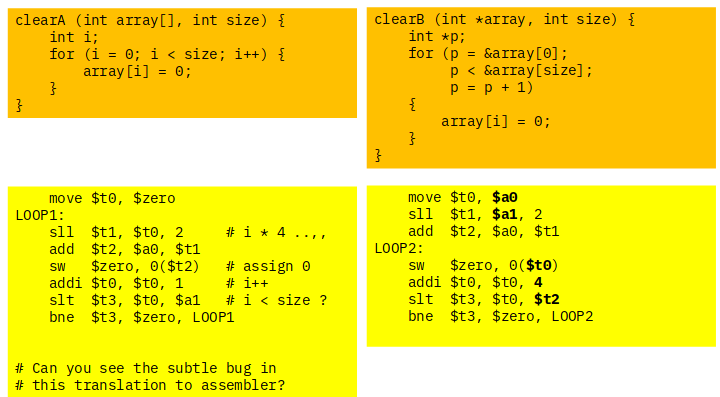 clearA (int array[], int size) {
    int i;
    for (i = 0; i < size; i++) {
        array[i] = 0;
    }
}
clearB (int *array, int size) {
    int *p;
    for (p = &array[0];
         p < &array[size];
         p = p + 1)
    {
        array[i] = 0;
    }
}
    move $t0, $zero
LOOP1:
    sll  $t1, $t0, 2     # i * 4 ..,,
    add  $t2, $a0, $t1
    sw   $zero, 0($t2)   # assign 0
    addi $t0, $t0, 1     # i++
    slt  $t3, $t0, $a1   # i < size ?
    bne  $t3, $zero, LOOP1
# Can you see the subtle bug in
# this translation to assembler?
    move $t0, $a0
    sll  $t1, $a1, 2
    add  $t2, $a0, $t1
LOOP2:
    sw   $zero, 0($t0)
    addi $t0, $t0, 4
    slt  $t3, $t0, $t2
    bne  $t3, $zero, LOOP2